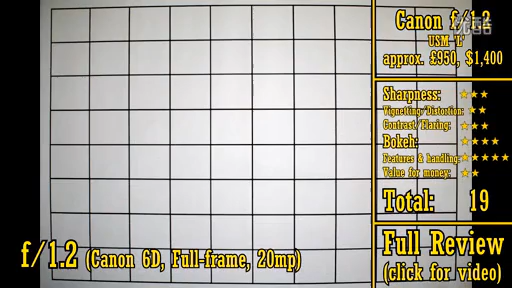 Canon f/1.2
USM 'L'
approx. £950, $1,400
Sharpness: ★★★
Vignetting/Distortion: ★★
Contrast/Flaring: ★★★
Bokeh: ★★★★
Features & handling: ★★★★★
Value for money: ★★
Total: 19
Full Review
(click for video)
f/1.2 (Canon 6D, Full-frame, 20mp)